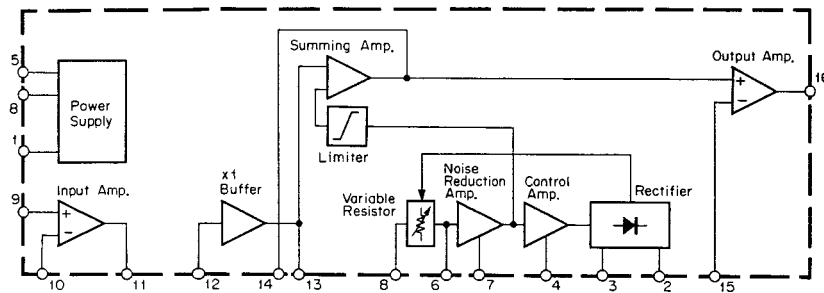 Summing Amp.
Output Amp.
5
8
1
Power
Supply
+
−
16
Limiter
9
Input Amp.
+
−
x1
Buffer
Variable
Resistor
Noise
Reduction
Amp.
Control
Amp.
Rectifier
10
11
12
14
13
8
6
7
4
3
2
15